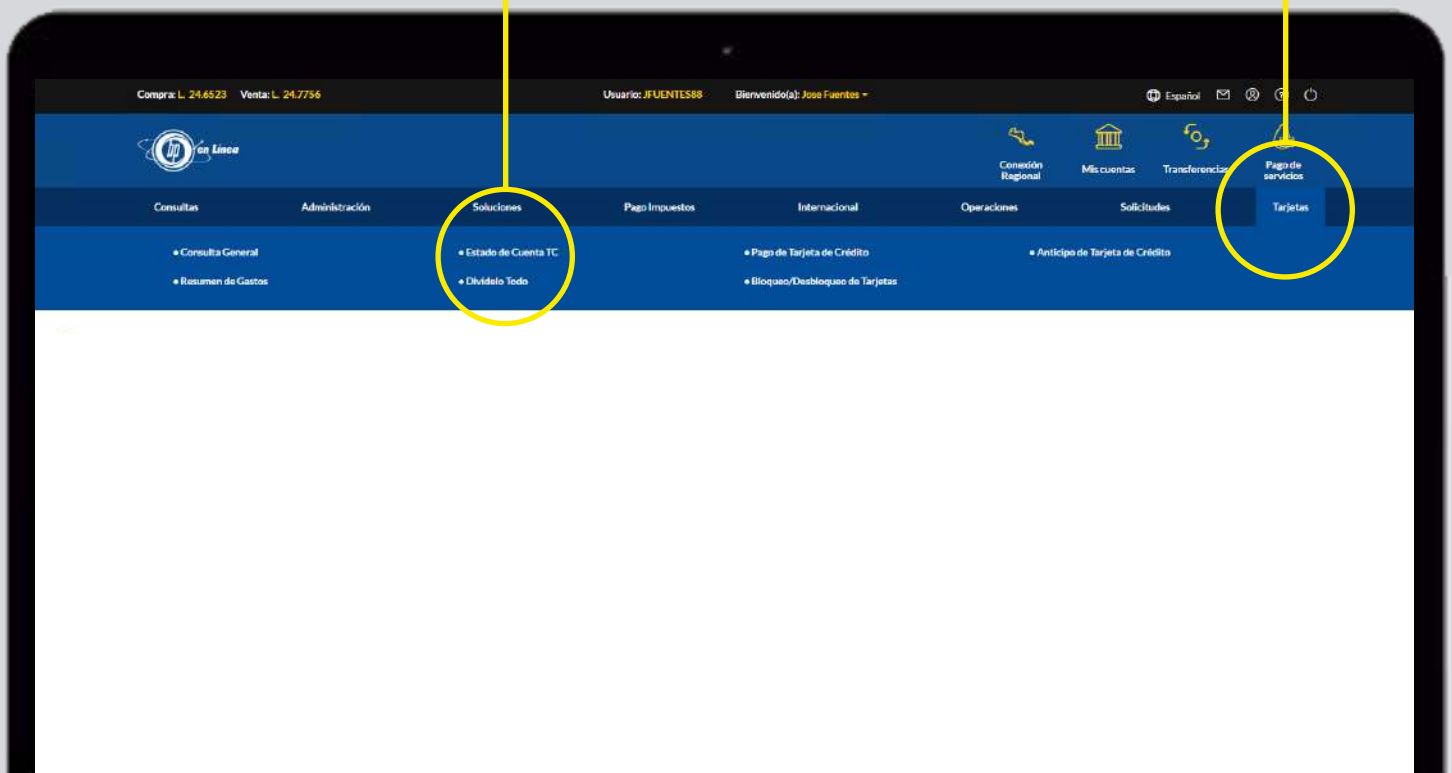 Compra: L. 24.6523 Venta: L. 24.7756 Usuario: JFUENTES88 Bienvenido(a): Jose Fuentes Español
bp en Línea
Conexión Regional Mis cuentas Transferencias Pago de servicios
Consultas Administración Soluciones Pago Impuestos Internacional Operaciones Solicitudes Tarjetas
• Consulta General • Estado de Cuenta TC • Pago de Tarjeta de Crédito • Anticipo de Tarjeta de Crédito
• Resumen de Gastos • Divídelo Todo • Bloqueo/Desbloqueo de Tarjetas